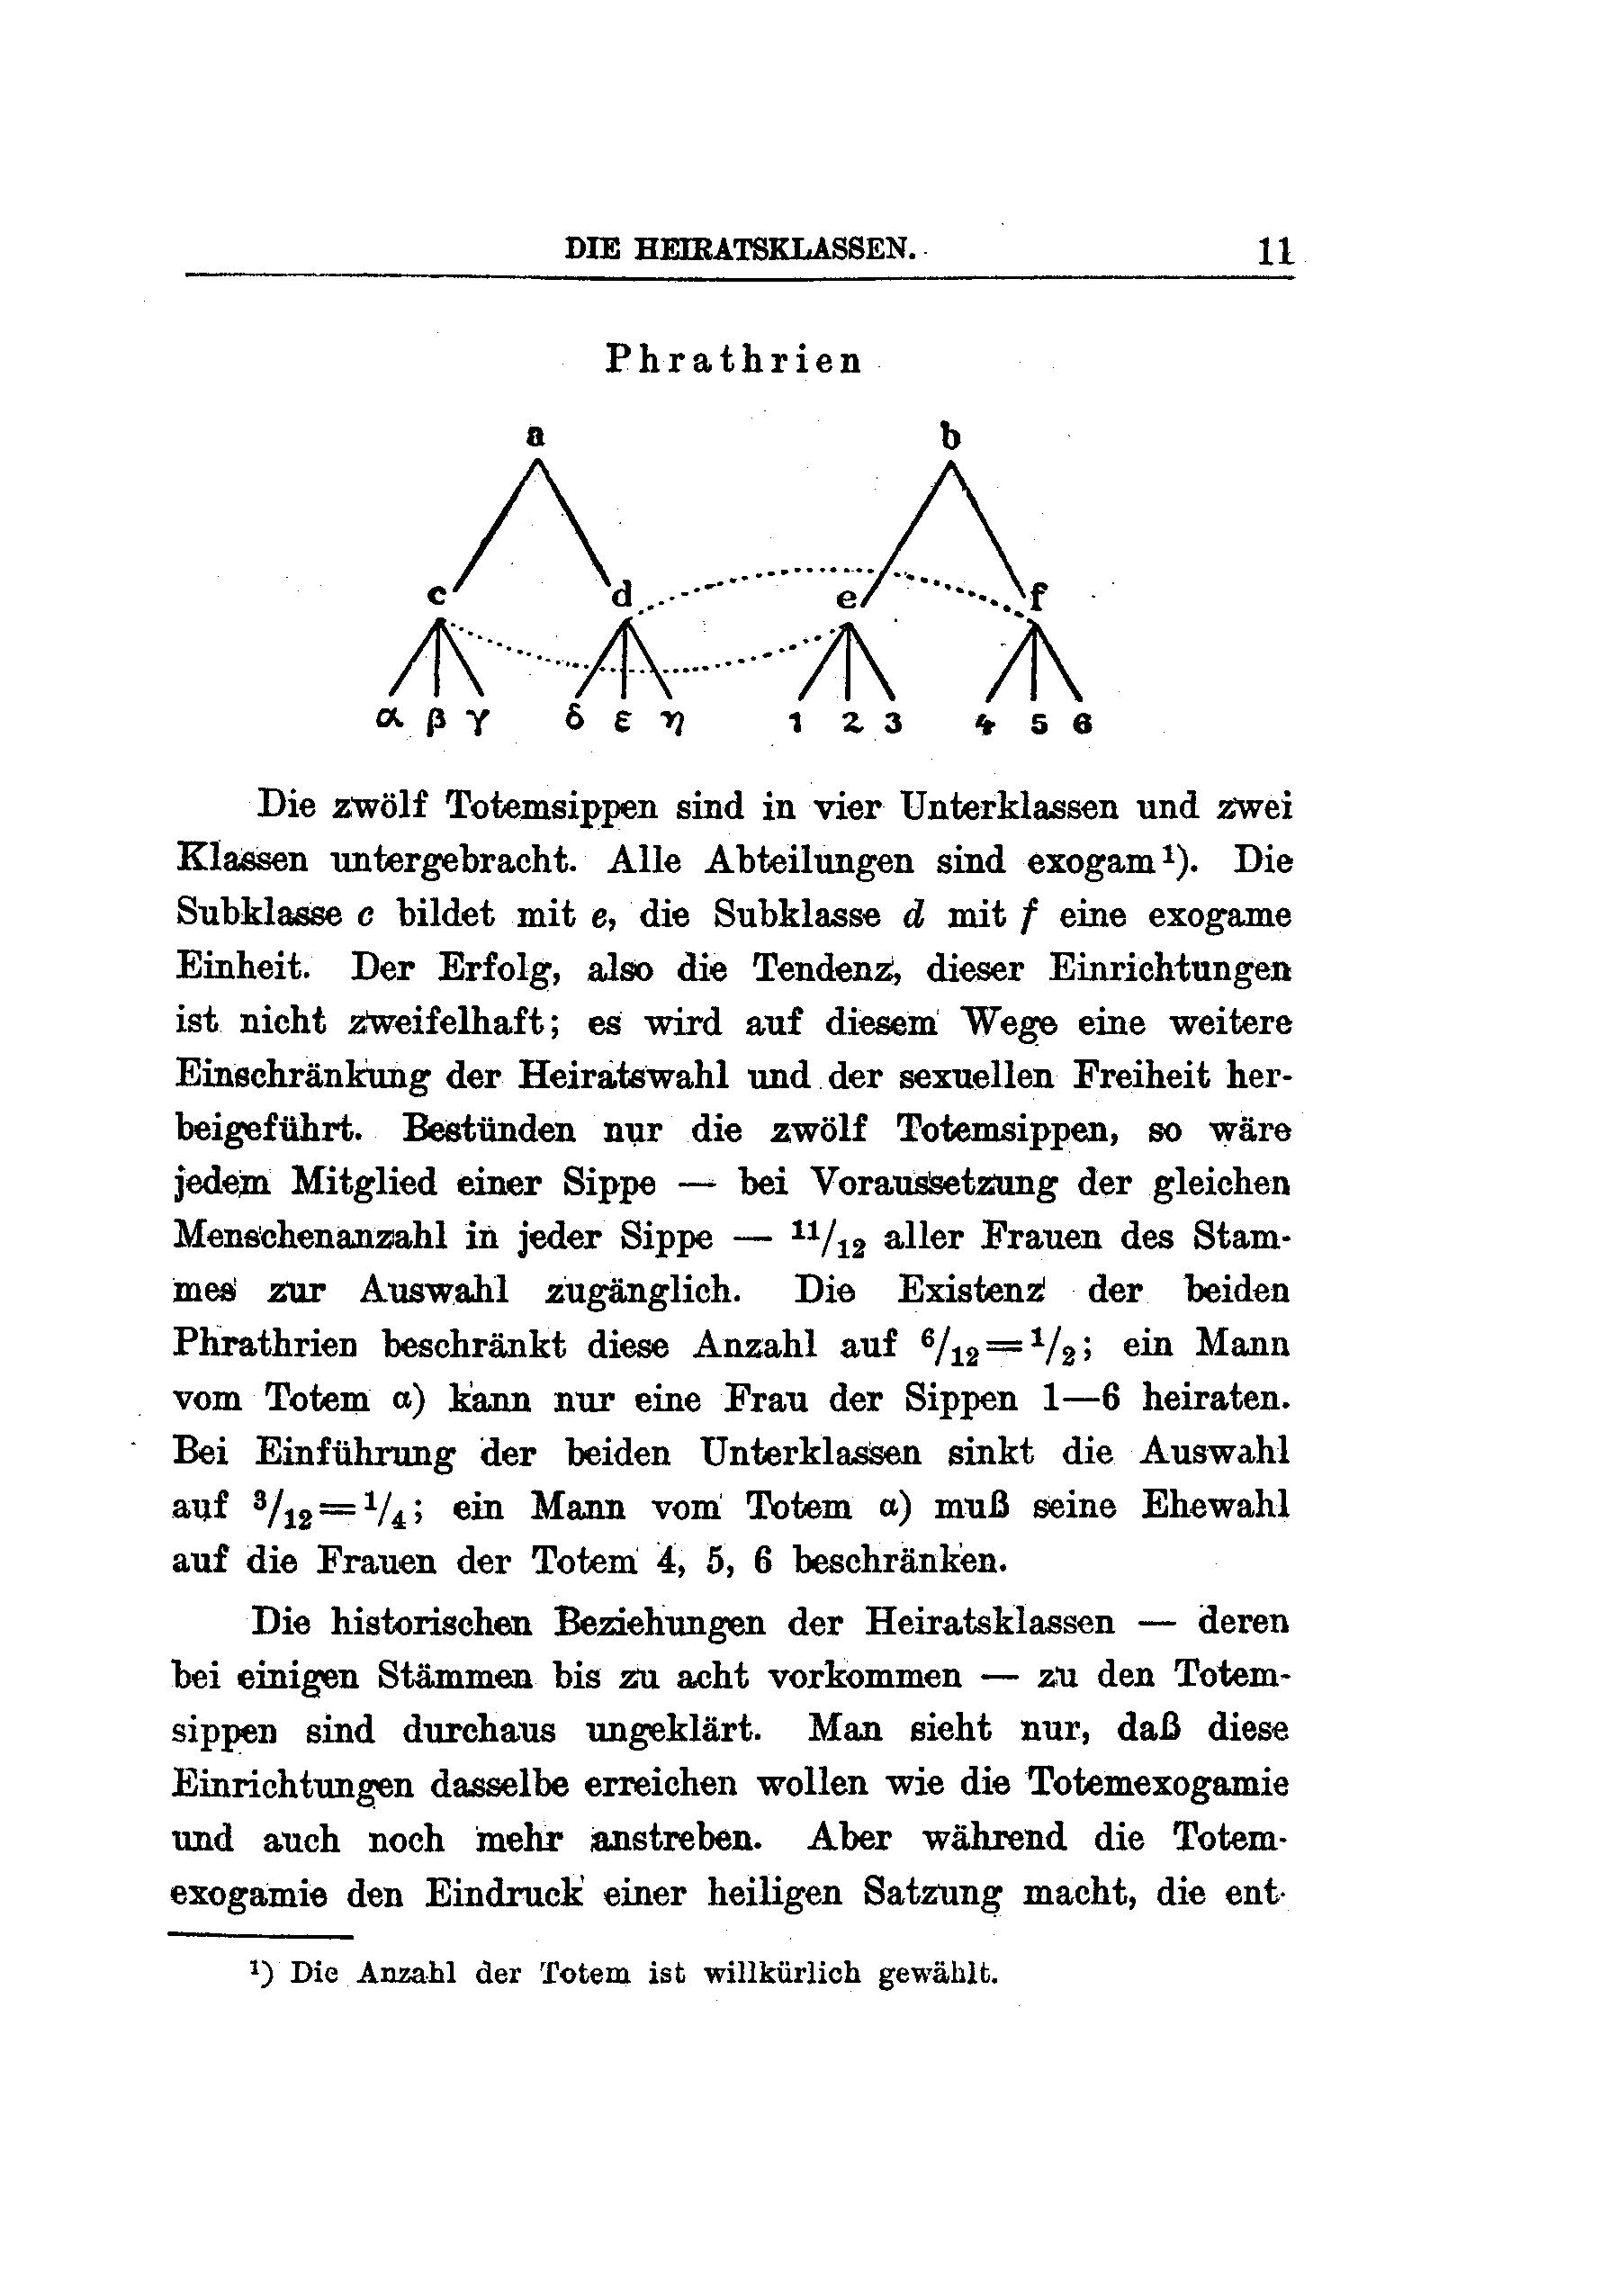 DIE HEIRATSKLASSEN. 11
Phrathrien
a b
c d e f
α β γ δ ε η 1 2 3 4 5 6
Die zwölf Totemsippen sind in vier Unterklassen und zwei
Klassen untergebracht. Alle Abteilungen sind exogam¹). Die
Subklasse c bildet mit e, die Subklasse d mit f eine exogame
Einheit. Der Erfolg, also die Tendenz, dieser Einrichtungen
ist nicht zweifelhaft; es wird auf diesem Wege eine weitere
Einschränkung der Heiratswahl und der sexuellen Freiheit her-
beigeführt. Bestünden nur die zwölf Totemsippen, so wäre
jedem Mitglied einer Sippe — bei Voraussetzung der gleichen
Menschenanzahl in jeder Sippe — ¹¹/₁₂ aller Frauen des Stam-
mes zur Auswahl zugänglich. Die Existenz der beiden
Phrathrien beschränkt diese Anzahl auf ⁶/₁₂=¹/₂; ein Mann
vom Totem α) kann nur eine Frau der Sippen 1—6 heiraten.
Bei Einführung der beiden Unterklassen sinkt die Auswahl
auf ³/₁₂=¹/₄; ein Mann vom Totem α) muß seine Ehewahl
auf die Frauen der Totem 4, 5, 6 beschränken.
Die historischen Beziehungen der Heiratsklassen — deren
bei einigen Stämmen bis zu acht vorkommen — zu den Totem-
sippen sind durchaus ungeklärt. Man sieht nur, daß diese
Einrichtungen dasselbe erreichen wollen wie die Totemexogamie
und auch noch mehr anstreben. Aber während die Totem-
exogamie den Eindruck einer heiligen Satzung macht, die ent-
¹) Die Anzahl der Totem ist willkürlich gewählt.